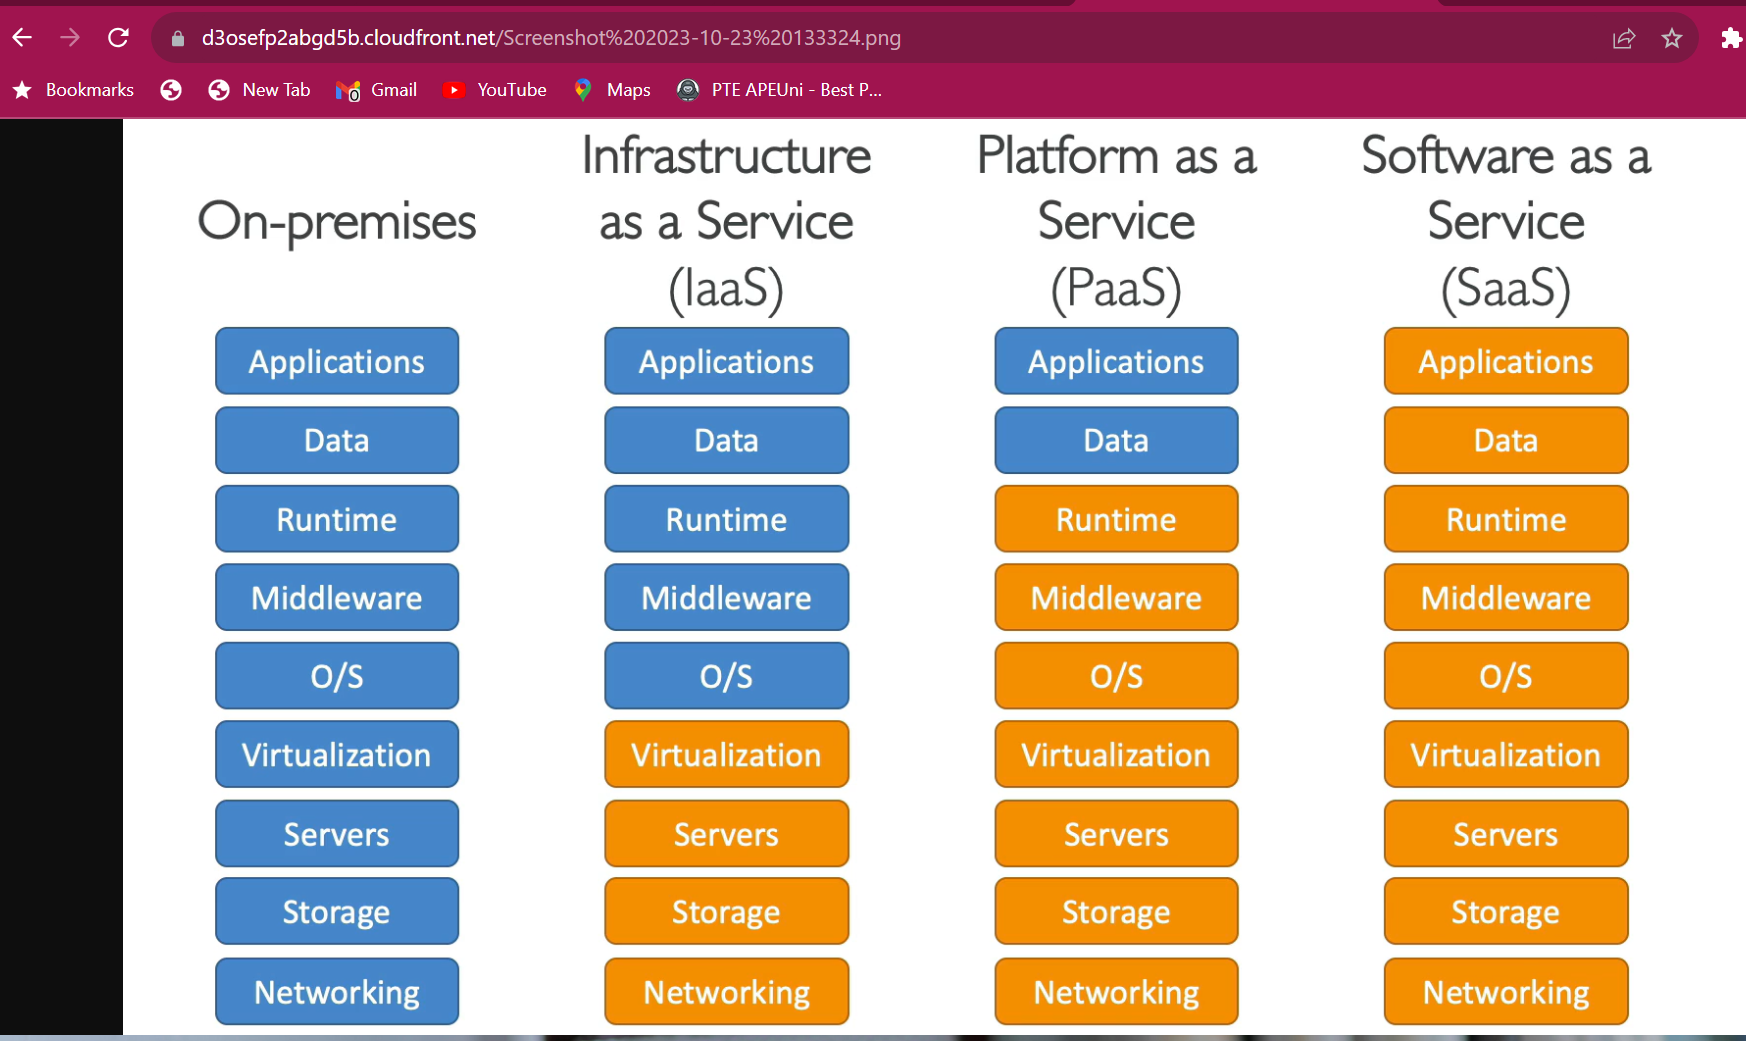 d3osefp2abgd5b.cloudfront.net/Screenshot%202023-10-23%20133324.png
Bookmarks New Tab Gmail YouTube Maps PTE APEUni - Best P...
On-premises
Infrastructure
as a Service
(IaaS)
Platform as a
Service
(PaaS)
Software as a
Service
(SaaS)
Applications Applications Applications Applications
Data Data Data Data
Runtime Runtime Runtime Runtime
Middleware Middleware Middleware Middleware
O/S O/S O/S O/S
Virtualization Virtualization Virtualization Virtualization
Servers Servers Servers Servers
Storage Storage Storage Storage
Networking Networking Networking Networking